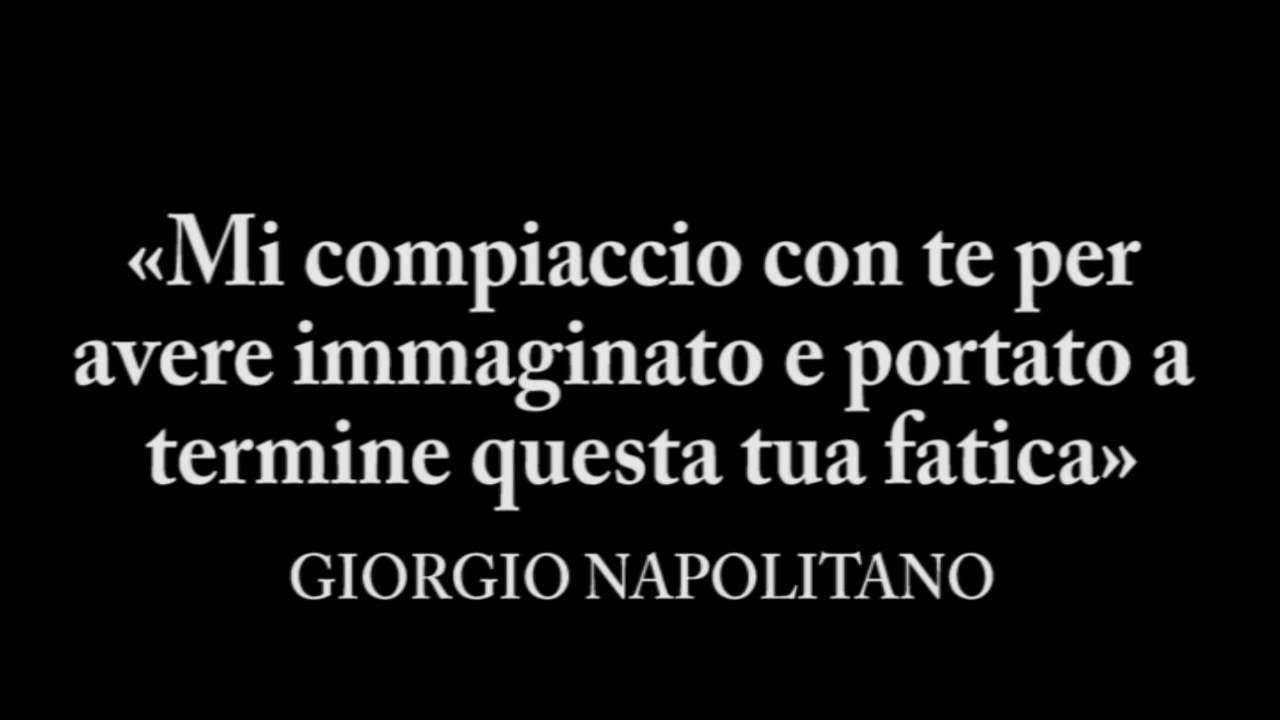 «Mi compiaccio con te per
avere immaginato e portato a
termine questa tua fatica»
GIORGIO NAPOLITANO